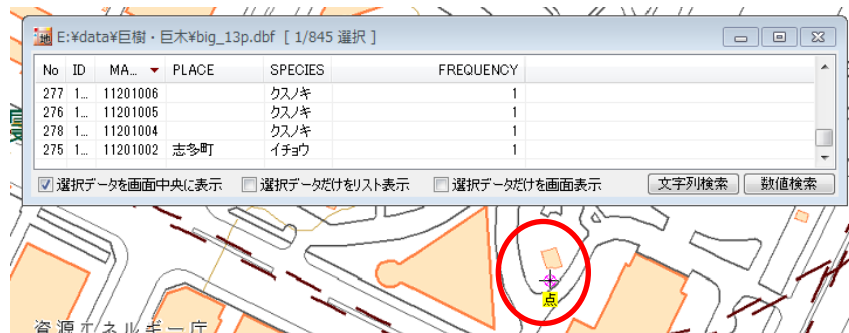 E:¥data¥巨樹・巨木¥big_13p.dbf [ 1/845 選択 ]
No ID MA... PLACE SPECIES FREQUENCY
277 1... 11201006 クスノキ 1
276 1... 11201005 クスノキ 1
278 1... 11201004 クスノキ 1
275 1... 11201002 志多町 イチョウ 1
選択データを画面中央に表示 選択データだけをリスト表示 選択データだけを画面表示 文字列検索 数値検索
点
資源エネルギー庁